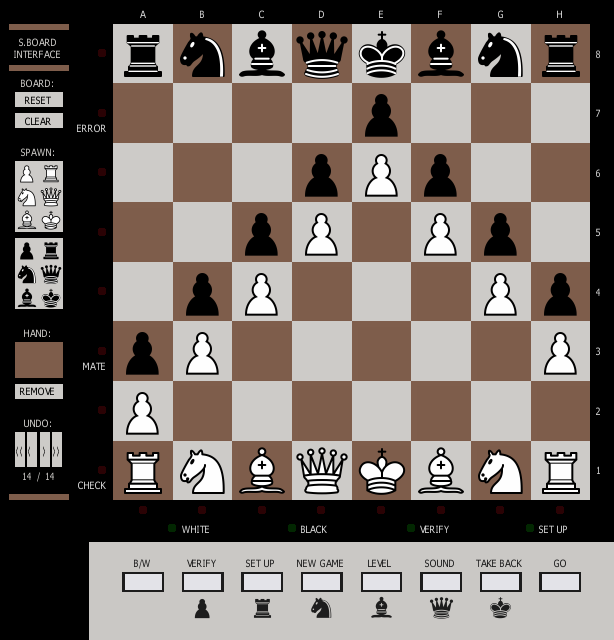 A B C D E F G H
S.BOARD
INTERFACE
8
BOARD:
RESET
CLEAR
7
ERROR
SPAWN:
6
5
4
HAND:
3
MATE
REMOVE
2
UNDO:
⟨⟨ ⟨ ⟩ ⟩⟩
14 / 14
1
CHECK
WHITE BLACK VERIFY SET UP
B/W VERIFY SET UP NEW GAME LEVEL SOUND TAKE BACK GO